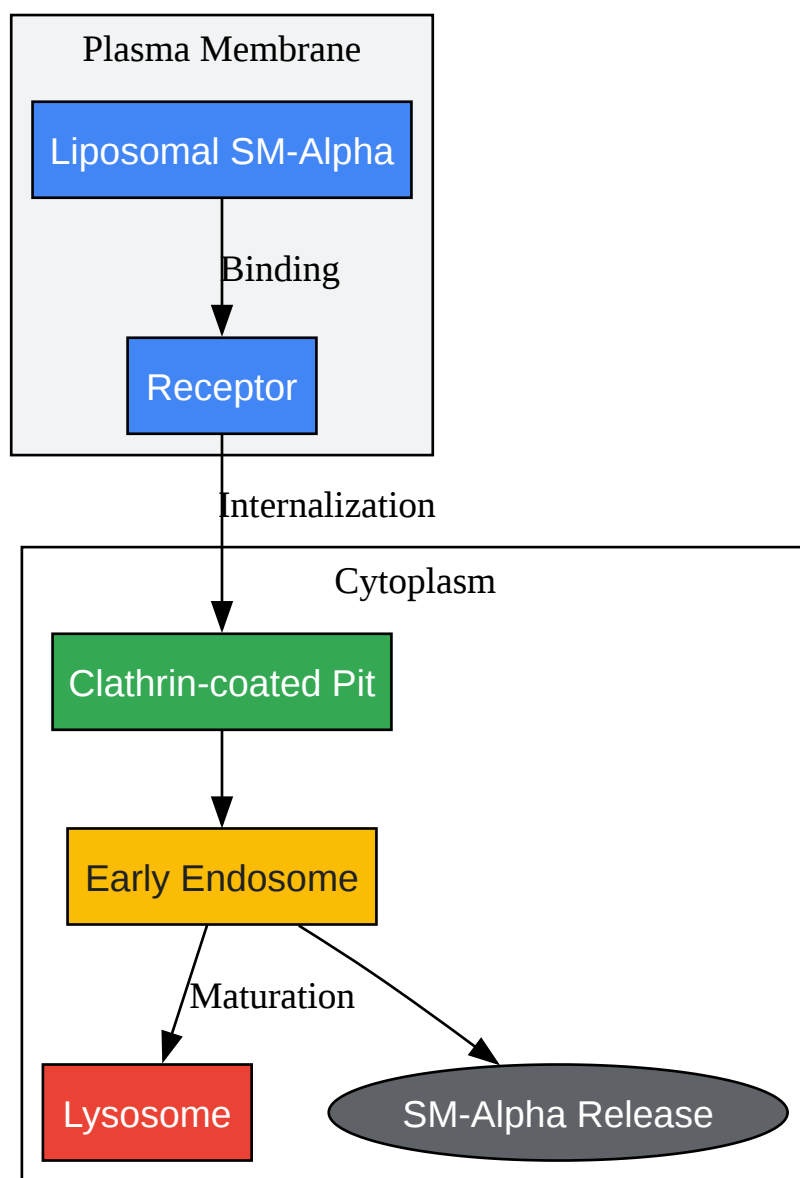 Plasma Membrane
Liposomal SM-Alpha
Binding
Receptor
Internalization
Cytoplasm
Clathrin-coated Pit
Early Endosome
Maturation
Lysosome
SM-Alpha Release